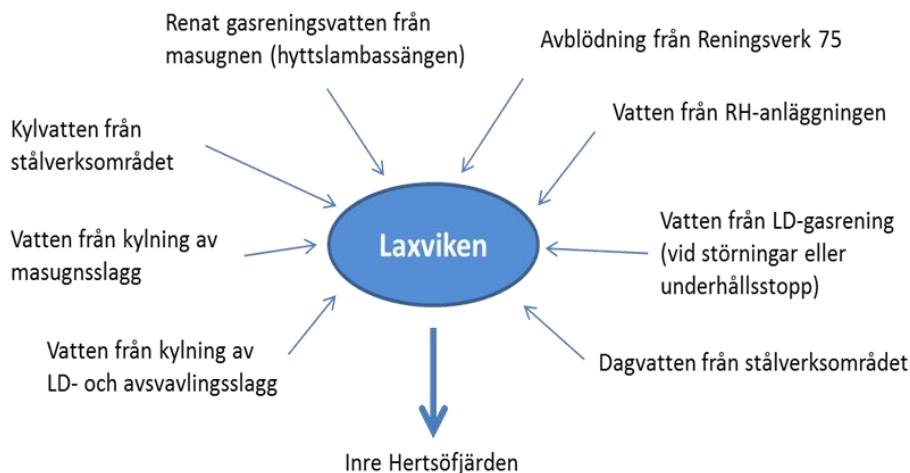 Renat gasreningsvatten från
masugnen (hyttslambassängen)
Avblödning från Reningsverk 75
Kylvatten från
stålverksområdet
Vatten från RH-anläggningen
Vatten från kylning av
masugnsslagg
Laxviken
Vatten från LD-gasrening
(vid störningar eller
underhållsstopp)
Vatten från kylning av
LD- och avsvavlingsslagg
Dagvatten från stålverksområdet
Inre Hertsöfjärden